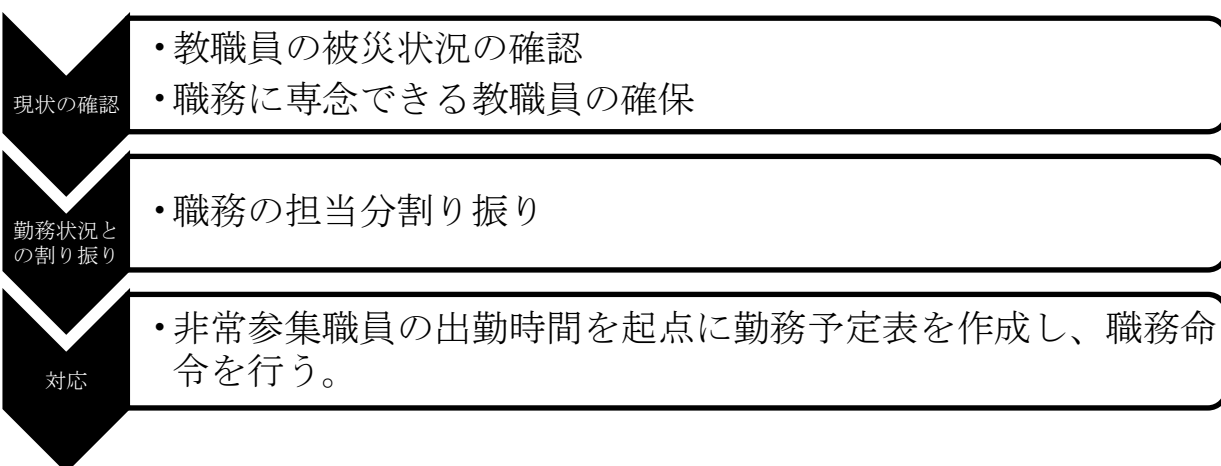 現状の確認
・教職員の被災状況の確認
・職務に専念できる教職員の確保
勤務状況と
の割り振り
・職務の担当分割り振り
対応
・非常参集職員の出勤時間を起点に勤務予定表を作成し、職務命
令を行う。